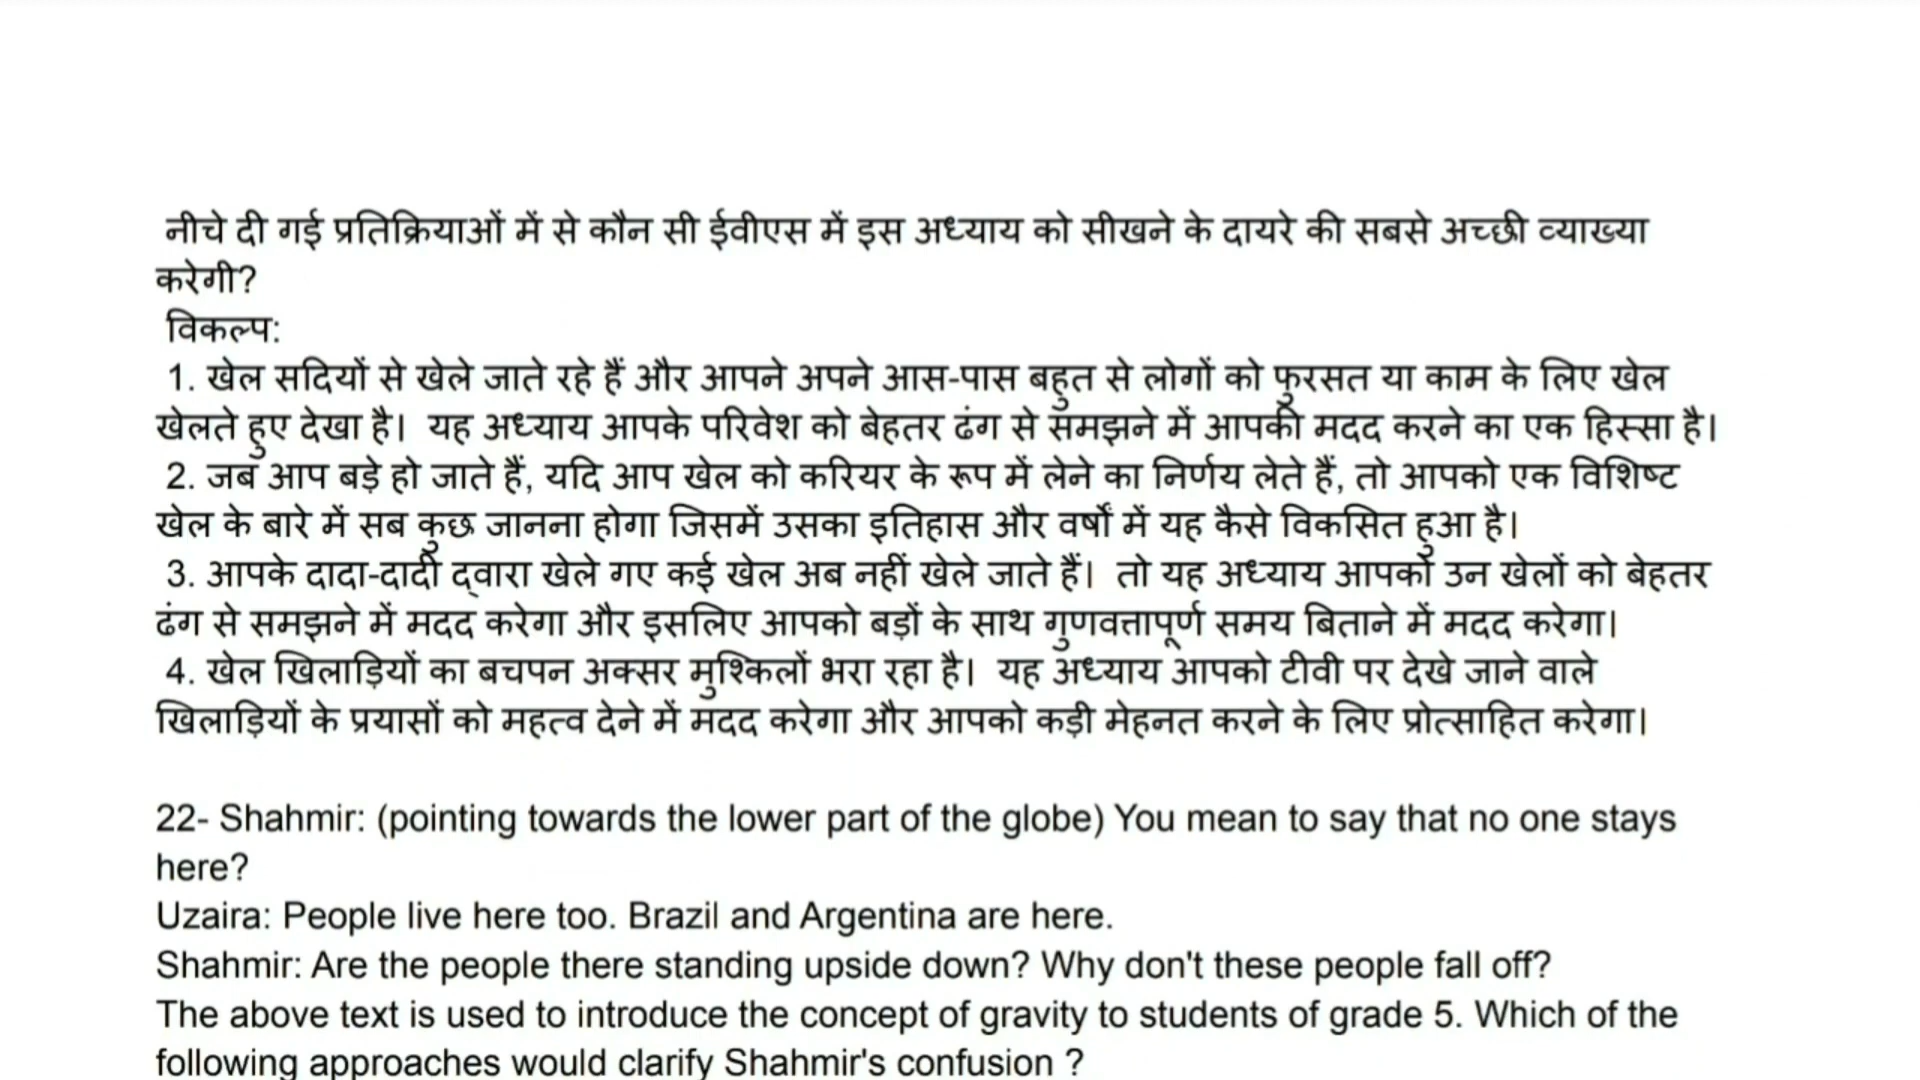 नीचे दी गई प्रतिक्रियाओं में से कौन सी ईवीएस में इस अध्याय को सीखने के दायरे की सबसे अच्छी व्याख्या
करेगी?
विकल्प:
1. खेल सदियों से खेले जाते रहे हैं और आपने अपने आस-पास बहुत से लोगों को फुरसत या काम के लिए खेल
खेलते हुए देखा है। यह अध्याय आपके परिवेश को बेहतर ढंग से समझने में आपकी मदद करने का एक हिस्सा है।
2. जब आप बड़े हो जाते हैं, यदि आप खेल को करियर के रूप में लेने का निर्णय लेते हैं, तो आपको एक विशिष्ट
खेल के बारे में सब कुछ जानना होगा जिसमें उसका इतिहास और वर्षों में यह कैसे विकसित हुआ है।
3. आपके दादा-दादी द्वारा खेले गए कई खेल अब नहीं खेले जाते हैं। तो यह अध्याय आपको उन खेलों को बेहतर
ढंग से समझने में मदद करेगा और इसलिए आपको बड़ों के साथ गुणवत्तापूर्ण समय बिताने में मदद करेगा।
4. खेल खिलाड़ियों का बचपन अक्सर मुश्किलों भरा रहा है। यह अध्याय आपको टीवी पर देखे जाने वाले
खिलाड़ियों के प्रयासों को महत्व देने में मदद करेगा और आपको कड़ी मेहनत करने के लिए प्रोत्साहित करेगा।
22- Shahmir: (pointing towards the lower part of the globe) You mean to say that no one stays
here?
Uzaira: People live here too. Brazil and Argentina are here.
Shahmir: Are the people there standing upside down? Why don't these people fall off?
The above text is used to introduce the concept of gravity to students of grade 5. Which of the
following approaches would clarify Shahmir's confusion ?